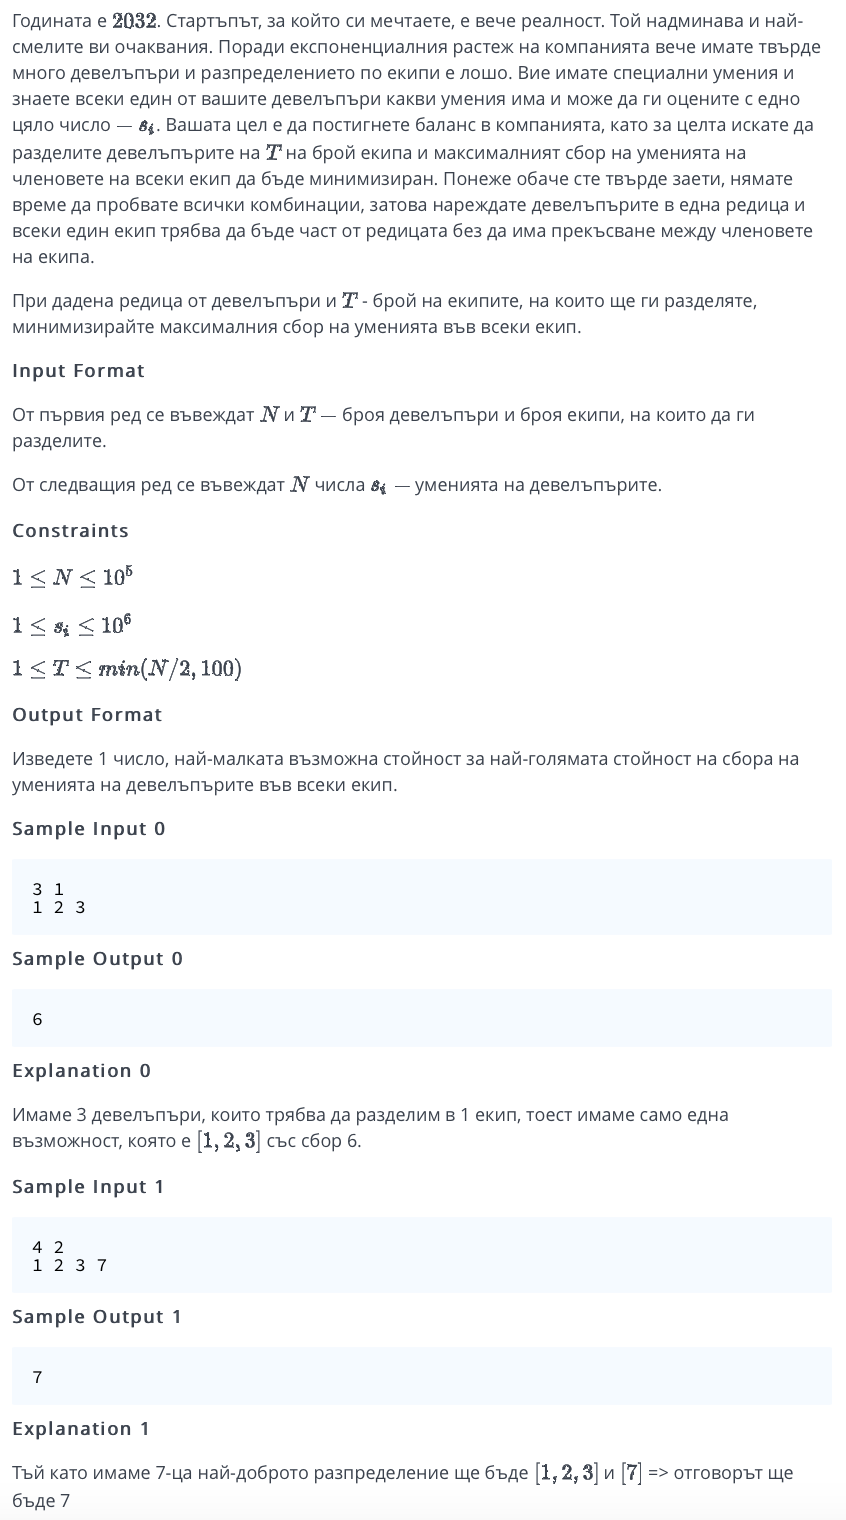 Годината е 2032. Стартъпът, за който си мечтаете, е вече реалност. Той надминава и най-
смелите ви очаквания. Поради експоненциалния растеж на компанията вече имате твърде
много девелъпъри и разпределението по екипи е лошо. Вие имате специални умения и
знаете всеки един от вашите девелъпъри какви умения има и може да ги оцените с едно
цяло число — s_i. Вашата цел е да постигнете баланс в компанията, като за целта искате да
разделите девелъпърите на T на брой екипа и максималният сбор на уменията на
членовете на всеки екип да бъде минимизиран. Понеже обаче сте твърде заети, нямате
време да пробвате всички комбинации, затова нареждате девелъпърите в една редица и
всеки един екип трябва да бъде част от редицата без да има прекъсване между членовете
на екипа.
При дадена редица от девелъпъри и T - брой на екипите, на които ще ги разделяте,
минимизирайте максималния сбор на уменията във всеки екип.
Input Format
От първия ред се въвеждат N и T — броя девелъпъри и броя екипи, на които да ги
разделите.
От следващия ред се въвеждат N числа s_i — уменията на девелъпърите.
Constraints
1 ≤ N ≤ 10^5
1 ≤ s_i ≤ 10^6
1 ≤ T ≤ min(N/2, 100)
Output Format
Изведете 1 число, най-малката възможна стойност за най-голямата стойност на сбора на
уменията на девелъпърите във всеки екип.
Sample Input 0
3 1
1 2 3
Sample Output 0
6
Explanation 0
Имаме 3 девелъпъри, които трябва да разделим в 1 екип, тоест имаме само една
възможност, която е [1, 2, 3] със сбор 6.
Sample Input 1
4 2
1 2 3 7
Sample Output 1
7
Explanation 1
Тъй като имаме 7-ца най-доброто разпределение ще бъде [1, 2, 3] и [7] => отговорът ще
бъде 7